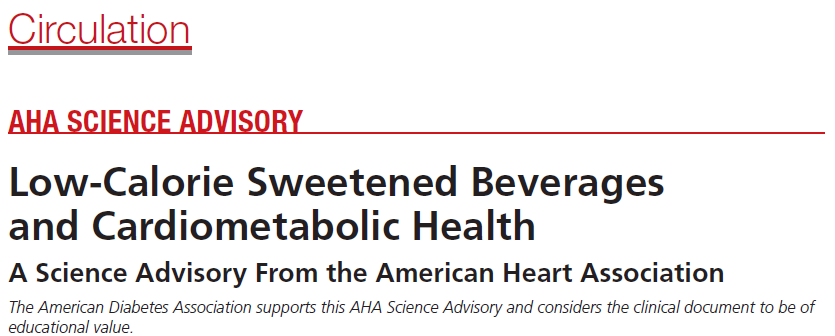 Circulation
AHA SCIENCE ADVISORY
Low-Calorie Sweetened Beverages
and Cardiometabolic Health
A Science Advisory From the American Heart Association
The American Diabetes Association supports this AHA Science Advisory and considers the clinical document to be of
educational value.